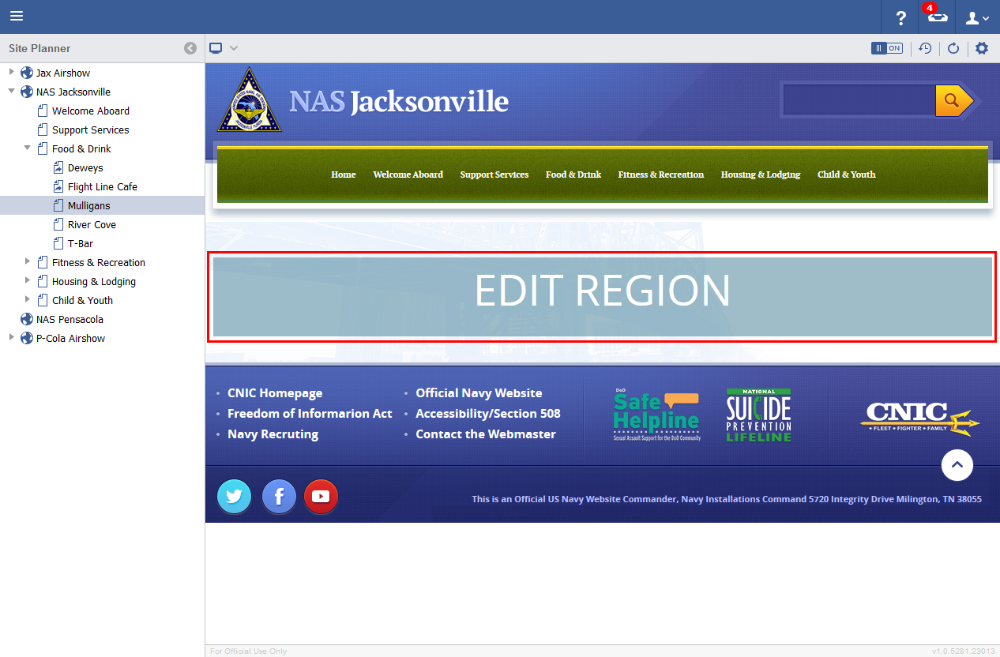 4
Site Planner
ON
Jax Airshow
NAS Jacksonville
Welcome Aboard
Support Services
Food & Drink
Deweys
Flight Line Cafe
Mulligans
River Cove
T-Bar
Fitness & Recreation
Housing & Lodging
Child & Youth
NAS Pensacola
P-Cola Airshow
NAS Jacksonville
Home Welcome Aboard Support Services Food & Drink Fitness & Recreation Housing & Lodging Child & Youth
EDIT REGION
CNIC Homepage
Freedom of Informarion Act
Navy Recruting
Official Navy Website
Accessibility/Section 508
Contact the Webmaster
DoD
Safe
Helpline
Sexual Assault Support for the DoD Community
NATIONAL
SUICIDE
PREVENTION
LIFELINE
CNIC
• FLEET • FIGHTER • FAMILY
This is an Official US Navy Website Commander, Navy Installations Command 5720 Integrity Drive Milington, TN 38055
For Official Use Only
v1.0.5281.23013